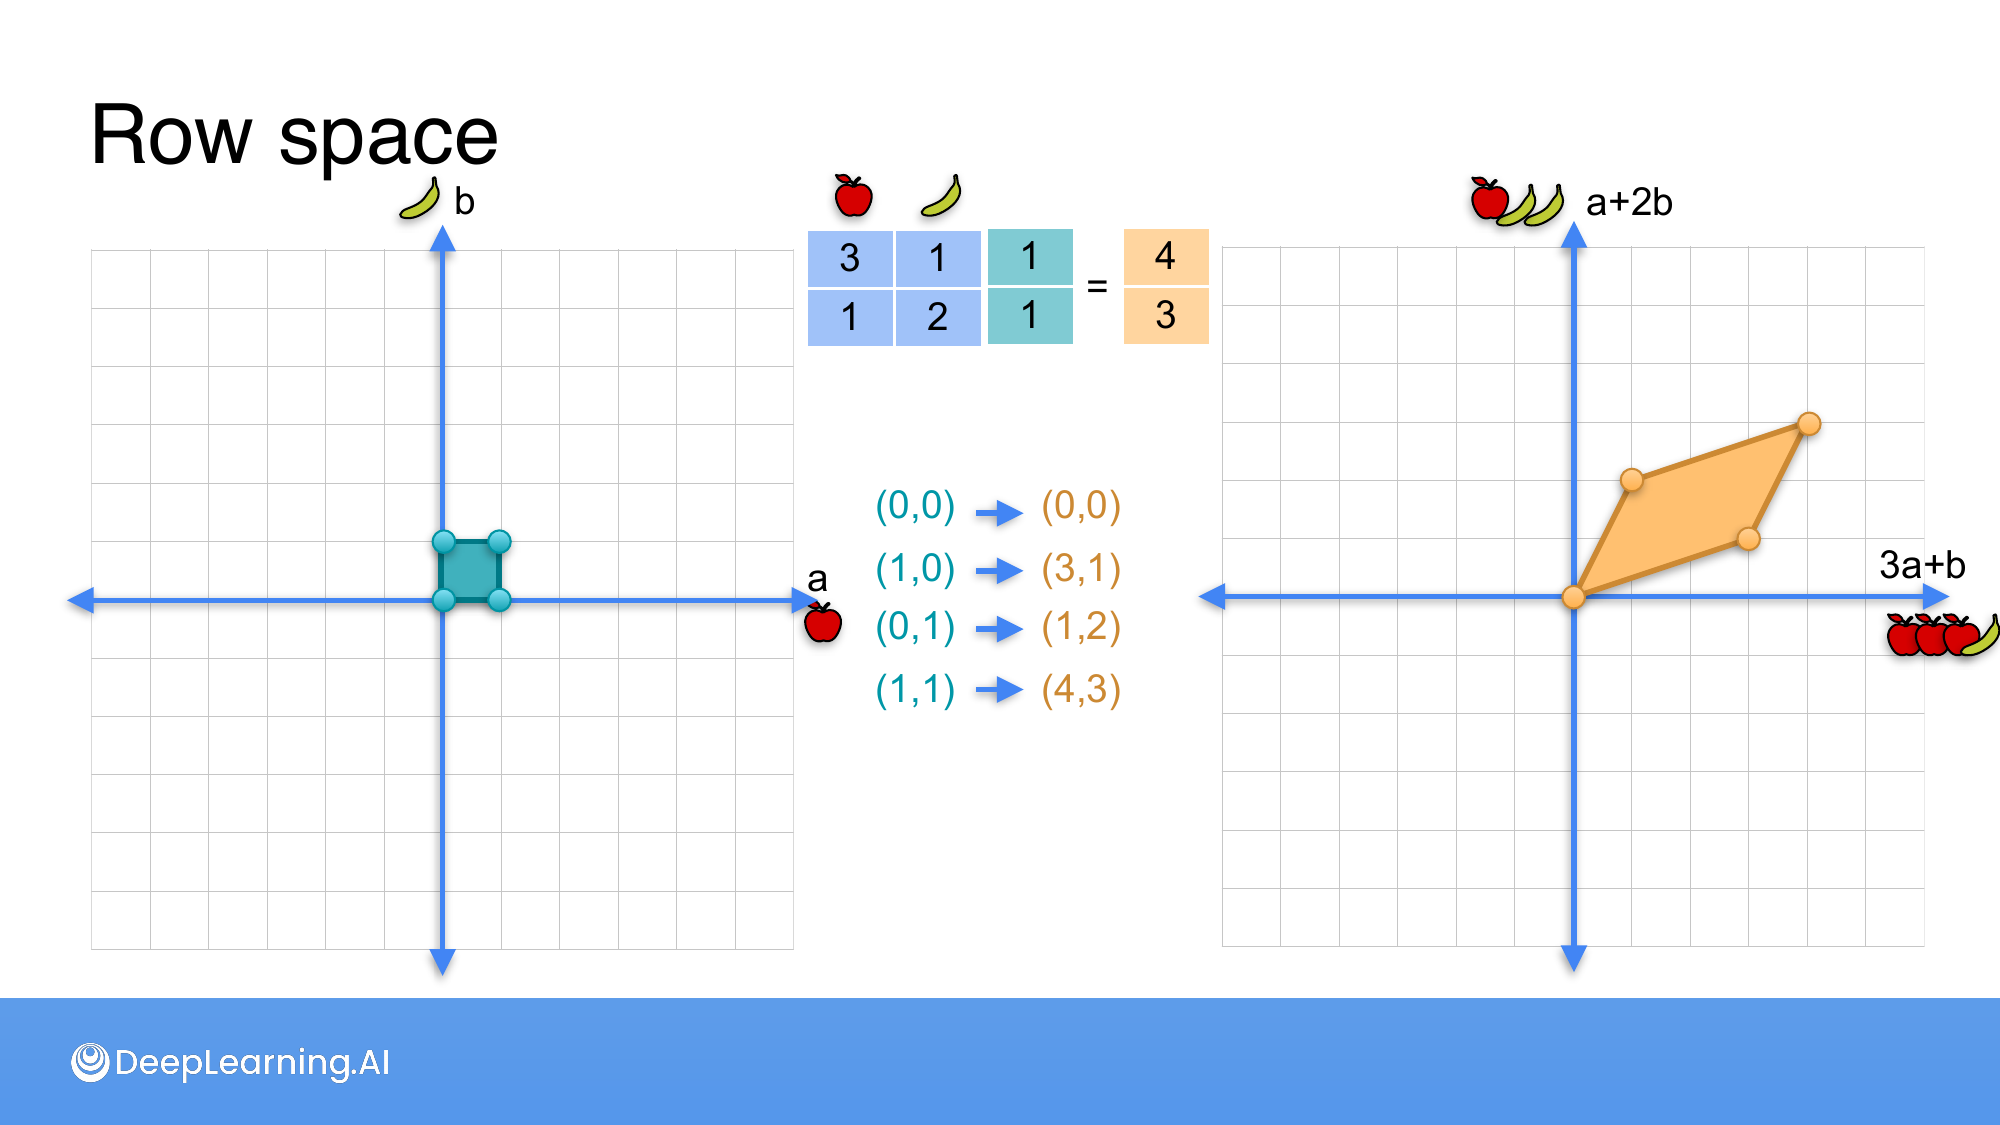 Row space
b
a+2b
3 1 1 4
=
1 2 1 3
(0,0) (0,0)
3a+b
a
(1,0) (3,1)
(0,1) (1,2)
(1,1) (4,3)
DeepLearning.AI